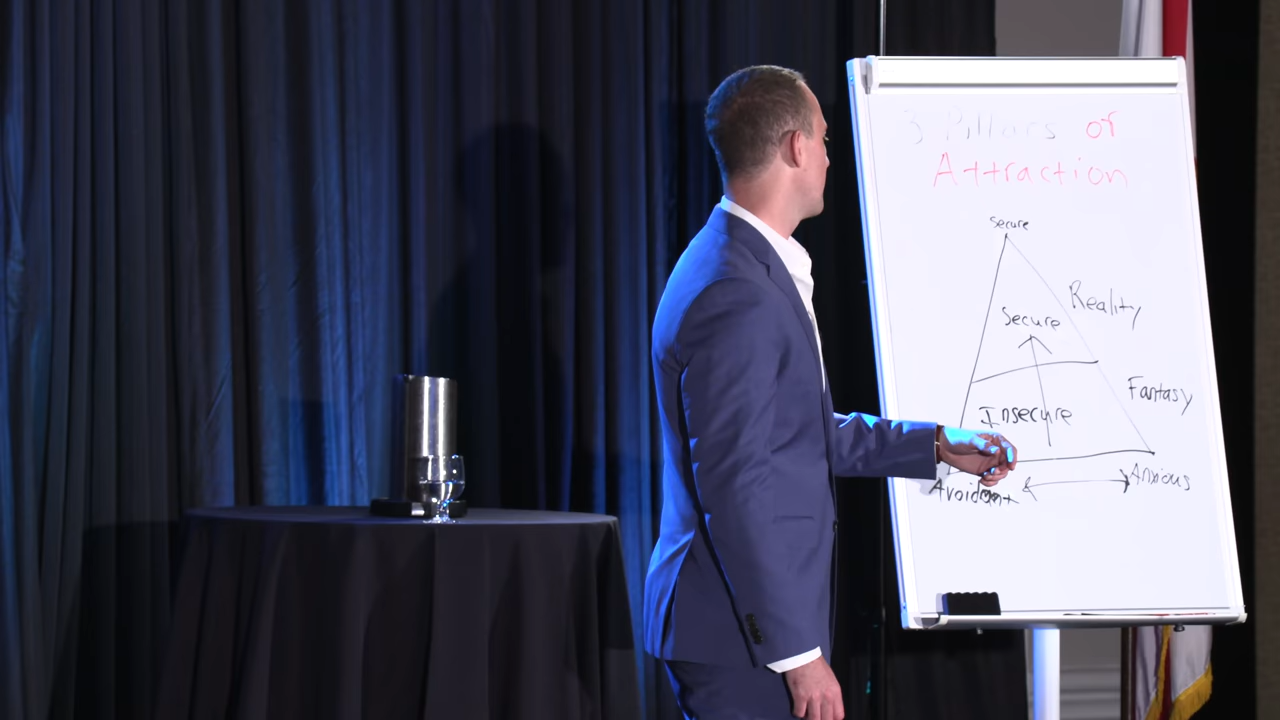 3 Pillars of
Attraction
Secure
Reality
Secure
Fantasy
Insecure
Avoidant
Anxious